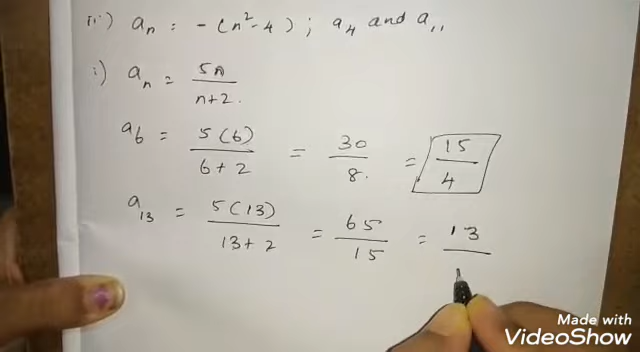 ii) aₙ = -(n²-4) ; a₄ and a₁₁
i) aₙ = 5n/n+2.
a₆ = 5(6)/6+2 = 30/8. = 15/4
a₁₃ = 5(13)/13+2 = 65/15 = 13/
Made with
VideoShow